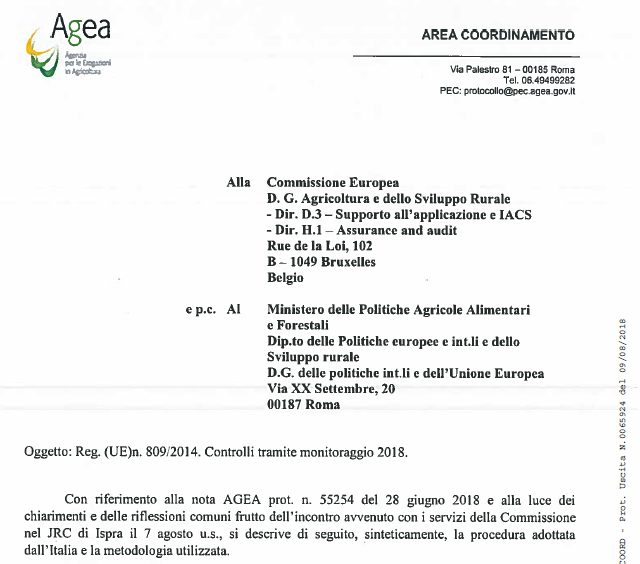 Agea
Agenzia
per le Erogazioni
in Agricoltura
AREA COORDINAMENTO
Via Palestro 81 – 00185 Roma
Tel. 06.49499282
PEC: protocollo@pec.agea.gov.it
Alla Commissione Europea
D. G. Agricoltura e dello Sviluppo Rurale
- Dir. D.3 – Supporto all'applicazione e IACS
- Dir. H.1 – Assurance and audit
Rue de la Loi, 102
B – 1049 Bruxelles
Belgio
e p.c. Al Ministero delle Politiche Agricole Alimentari
e Forestali
Dip.to delle Politiche europee e int.li e dello
Sviluppo rurale
D.G. delle politiche int.li e dell'Unione Europea
Via XX Settembre, 20
00187 Roma
Oggetto: Reg. (UE)n. 809/2014. Controlli tramite monitoraggio 2018.
Con riferimento alla nota AGEA prot. n. 55254 del 28 giugno 2018 e alla luce dei
chiarimenti e delle riflessioni comuni frutto dell'incontro avvenuto con i servizi della Commissione
nel JRC di Ispra il 7 agosto u.s., si descrive di seguito, sinteticamente, la procedura adottata
dall'Italia e la metodologia utilizzata.
COORD - Prot. Uscita N.0065924 del 09/08/2018